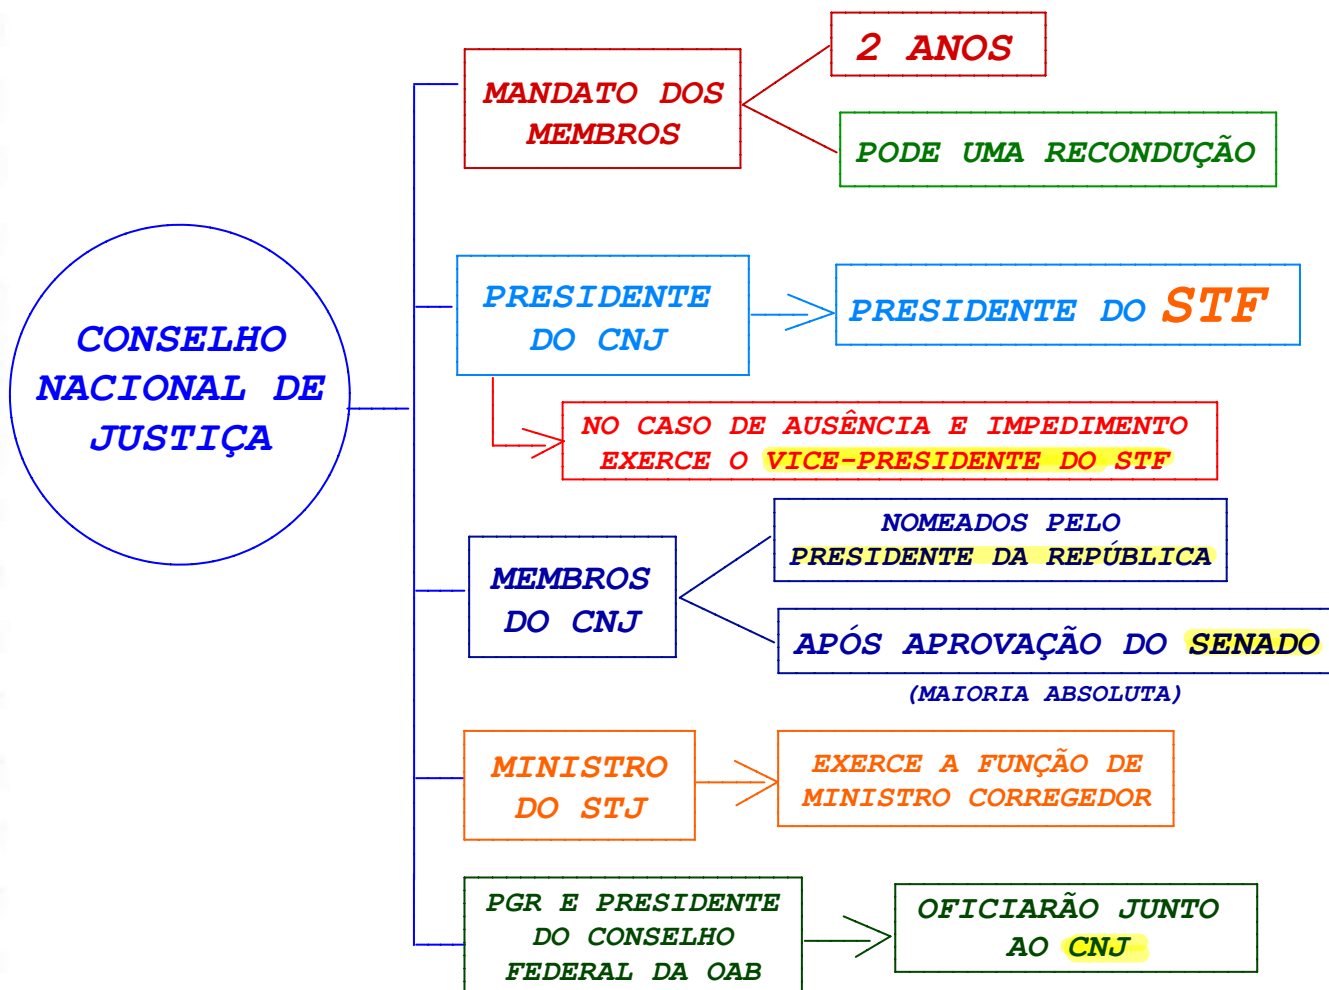 CONSELHO
NACIONAL DE
JUSTIÇA
MANDATO DOS
MEMBROS
2 ANOS
PODE UMA RECONDUÇÃO
PRESIDENTE
DO CNJ
PRESIDENTE DO STF
NO CASO DE AUSÊNCIA E IMPEDIMENTO
EXERCE O VICE-PRESIDENTE DO STF
MEMBROS
DO CNJ
NOMEADOS PELO
PRESIDENTE DA REPÚBLICA
APÓS APROVAÇÃO DO SENADO
(MAIORIA ABSOLUTA)
MINISTRO
DO STJ
EXERCE A FUNÇÃO DE
MINISTRO CORREGEDOR
PGR E PRESIDENTE
DO CONSELHO
FEDERAL DA OAB
OFICIARÃO JUNTO
AO CNJ